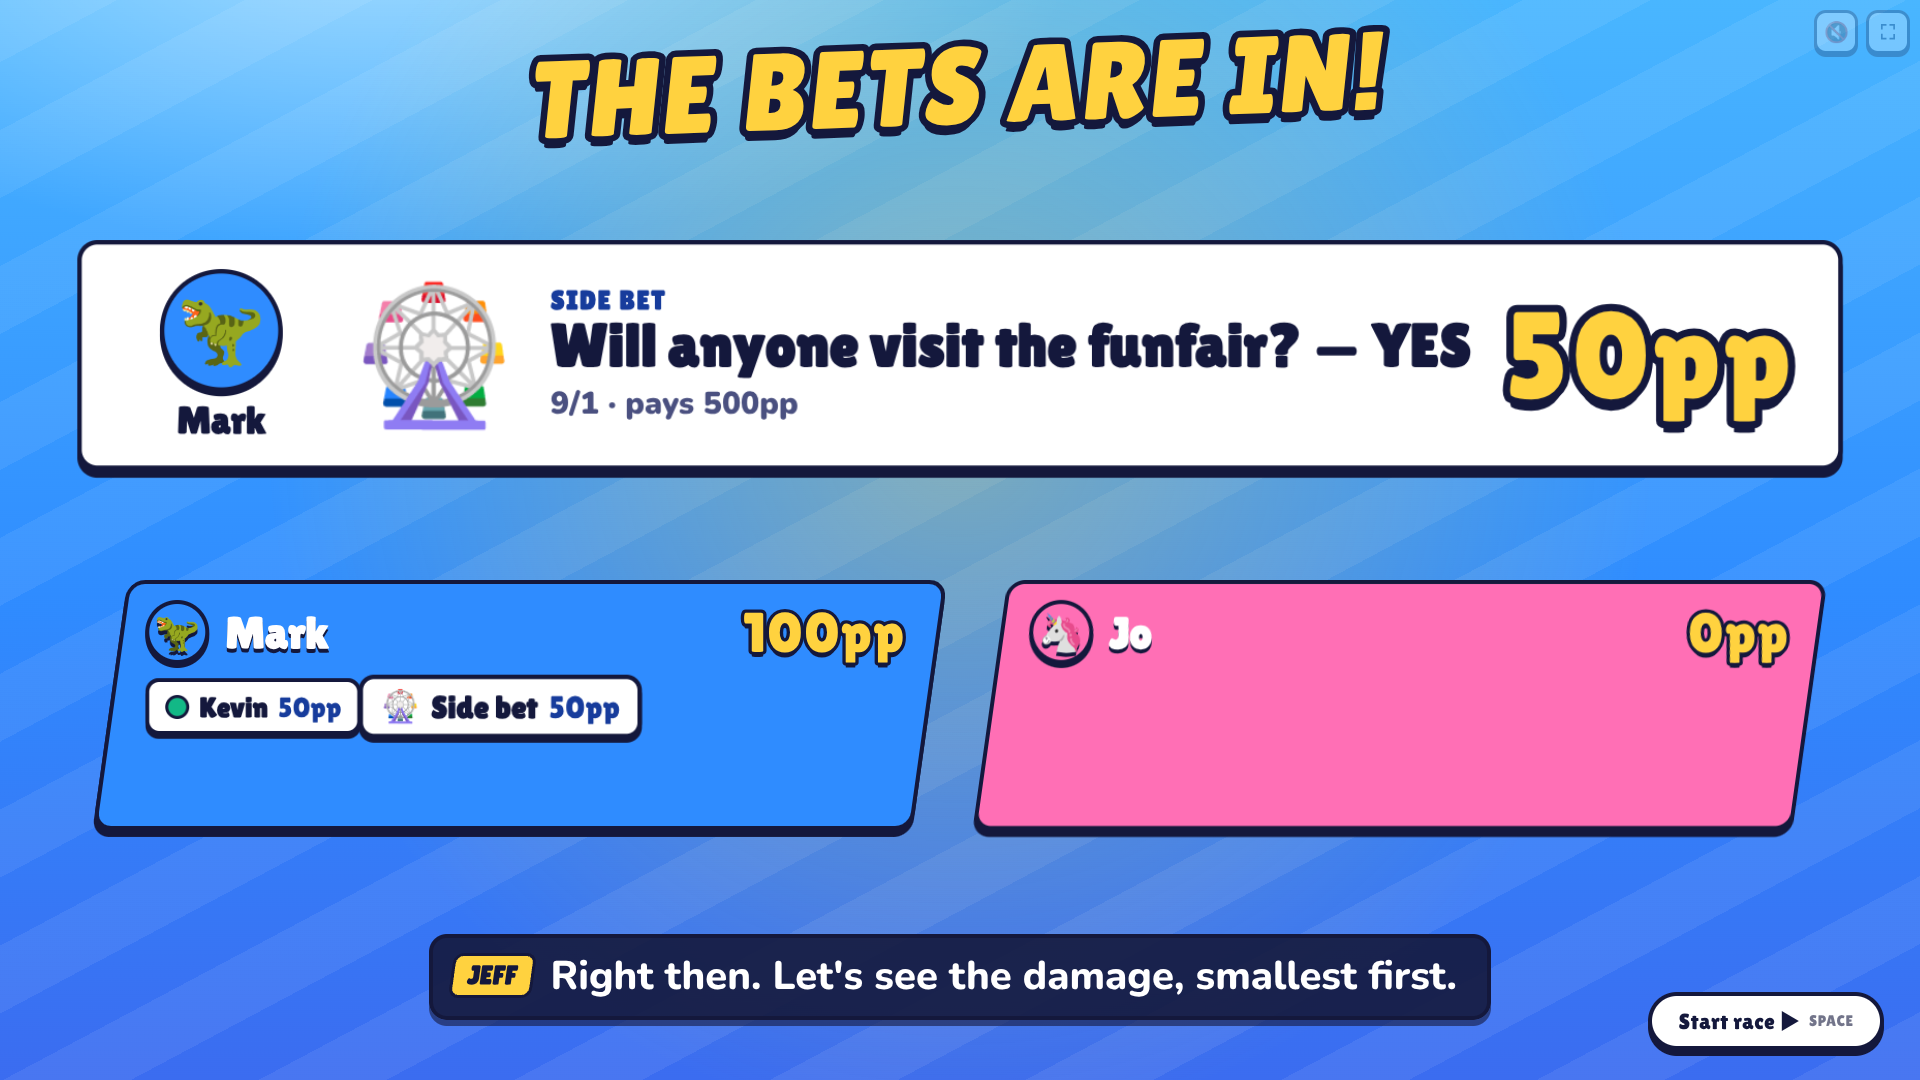 THE BETS ARE IN!
SIDE BET
Will anyone visit the funfair? — YES
50pp
9/1 · pays 500pp
Mark
Mark
100pp
Kevin 50pp
Side bet 50pp
Jo
0pp
JEFF Right then. Let's see the damage, smallest first.
Start race ▶ SPACE